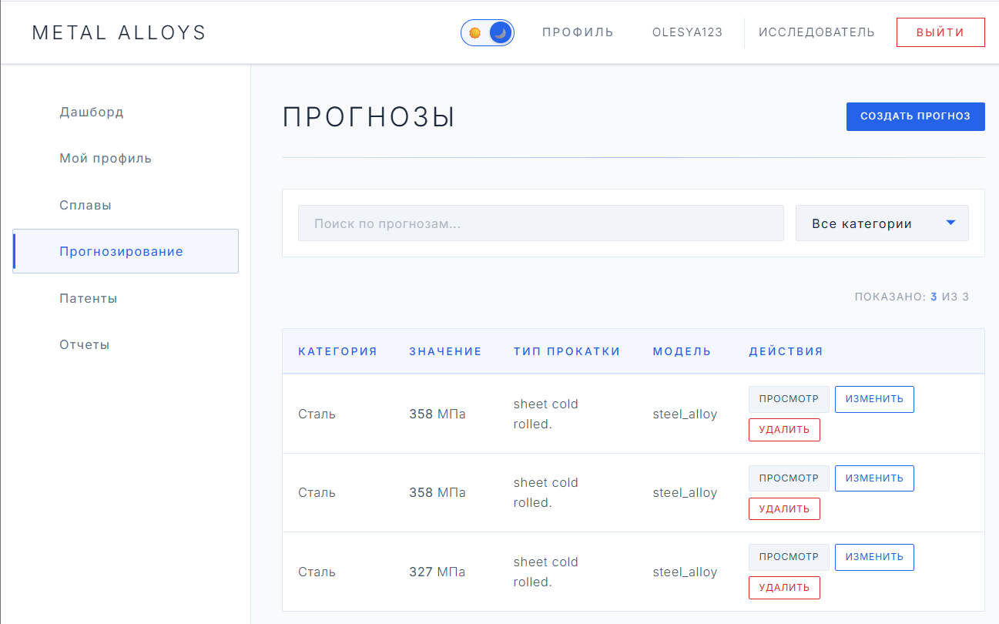 METAL ALLOYS
ПРОФИЛЬ
OLESYA123
ИССЛЕДОВАТЕЛЬ
ВЫЙТИ
Дашборд
Мой профиль
Сплавы
Прогнозирование
Патенты
Отчеты
ПРОГНОЗЫ
СОЗДАТЬ ПРОГНОЗ
Поиск по прогнозам...
Все категории
ПОКАЗАНО: 3 ИЗ 3
КАТЕГОРИЯ ЗНАЧЕНИЕ ТИП ПРОКАТКИ МОДЕЛЬ ДЕЙСТВИЯ
Сталь
358 МПа
sheet cold
rolled.
steel_alloy
ПРОСМОТР ИЗМЕНИТЬ
УДАЛИТЬ
Сталь
358 МПа
sheet cold
rolled.
steel_alloy
ПРОСМОТР ИЗМЕНИТЬ
УДАЛИТЬ
Сталь
327 МПа
sheet cold
rolled.
steel_alloy
ПРОСМОТР ИЗМЕНИТЬ
УДАЛИТЬ